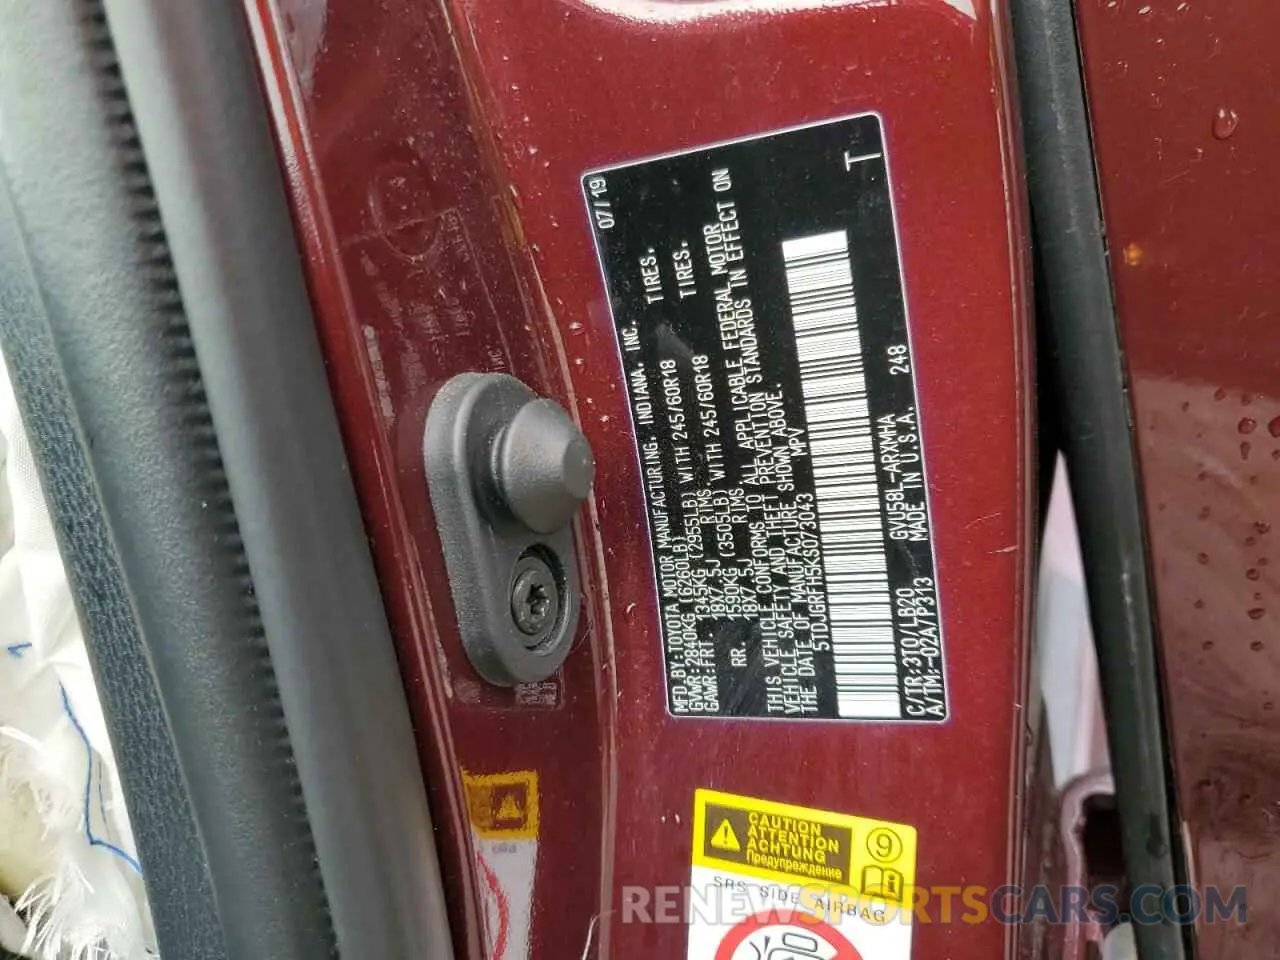 MFD.BY:TOYOTA MOTOR MANUFACTURING, INDIANA, INC. 07/19
GVWR:2840KG(6260LB)
GAWR:FRT. 1345KG (2955LB) WITH 245/60R18 TIRES.
18X7.5J RIMS
RR. 1590KG (3505LB) WITH 245/60R18 TIRES.
18X7.5J RIMS
THIS VEHICLE CONFORMS TO ALL APPLICABLE FEDERAL MOTOR
VEHICLE SAFETY AND THEFT PREVENTION STANDARDS IN EFFECT ON
THE DATE OF MANUFACTURE SHOWN ABOVE.
5TDJGRFH5KS073043 MPV
T
C/TR:3T0/LB20 GVU58L-ARXMHA
A/TM:-02A/P313 MADE IN U.S.A. 248
CAUTION
ATTENTION
ACHTUNG
Предупреждение
9
SRS SIDE AIRBAG
RENEWSPORTSCARS.COM